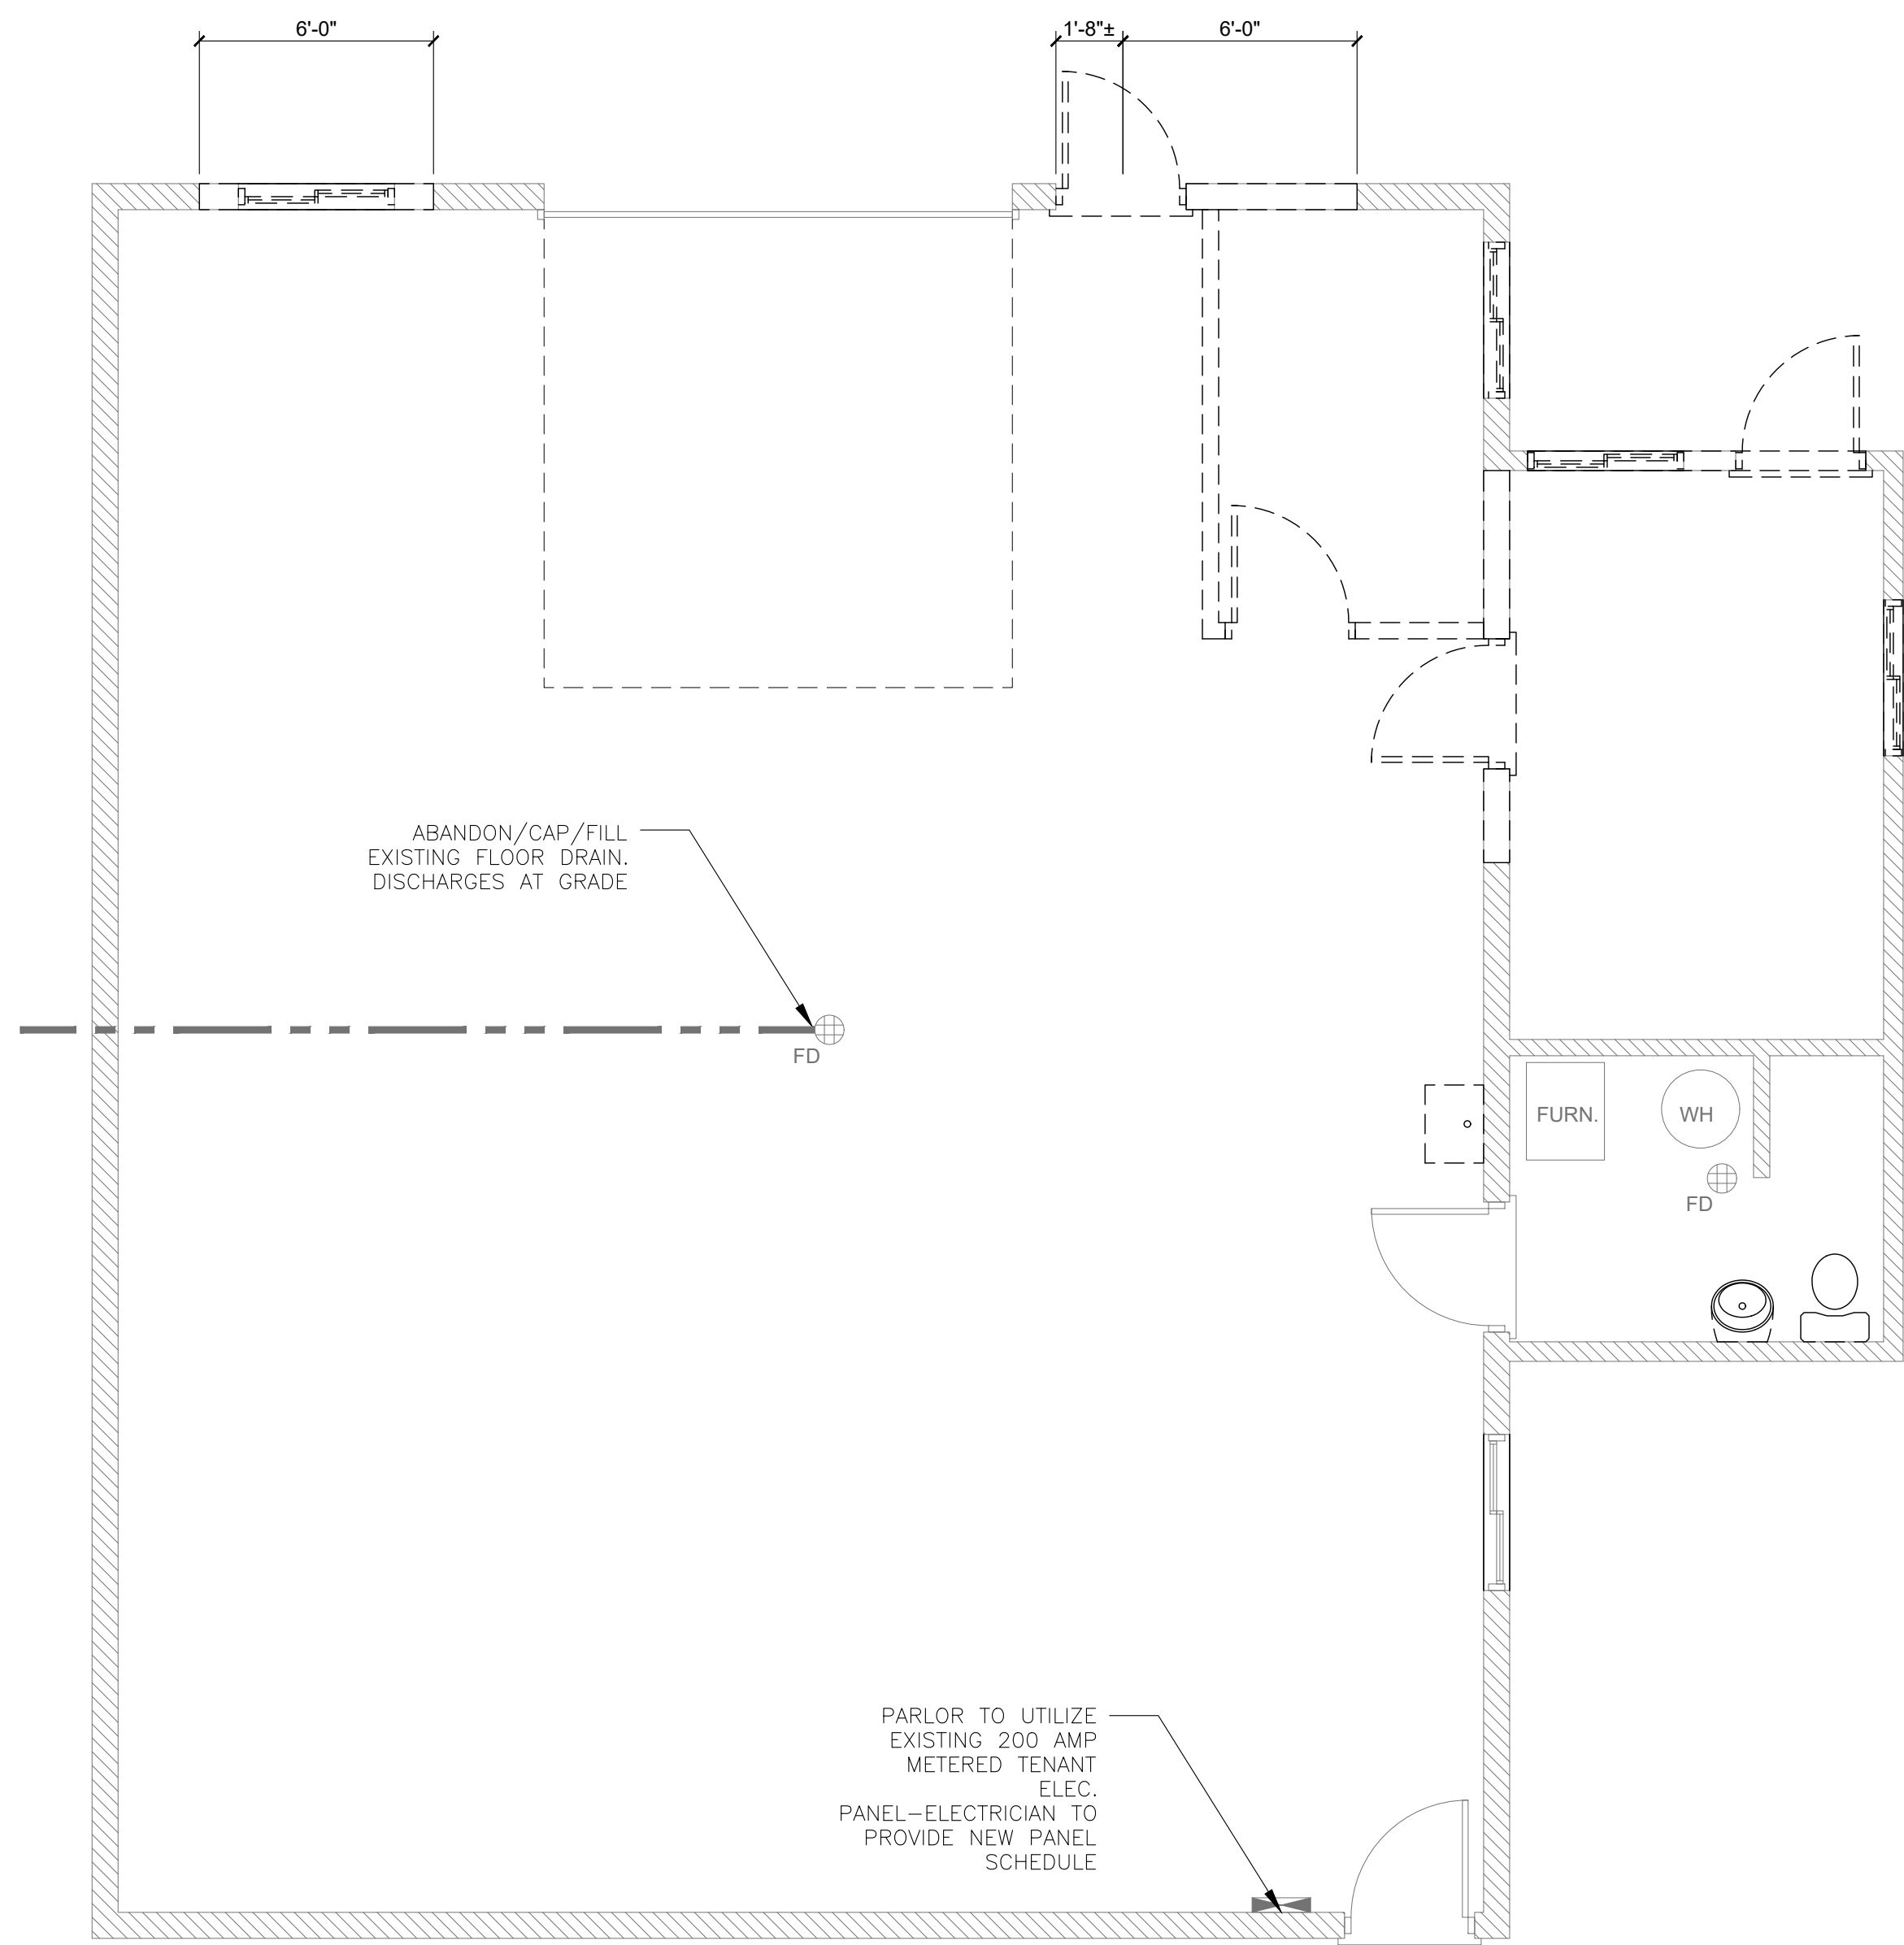 6'-0"
1'-8"±
6'-0"
ABANDON/CAP/FILL
EXISTING FLOOR DRAIN.
DISCHARGES AT GRADE
FD
FURN.
WH
FD
PARLOR TO UTILIZE
EXISTING 200 AMP
METERED TENANT
ELEC.
PANEL-ELECTRICIAN TO
PROVIDE NEW PANEL
SCHEDULE